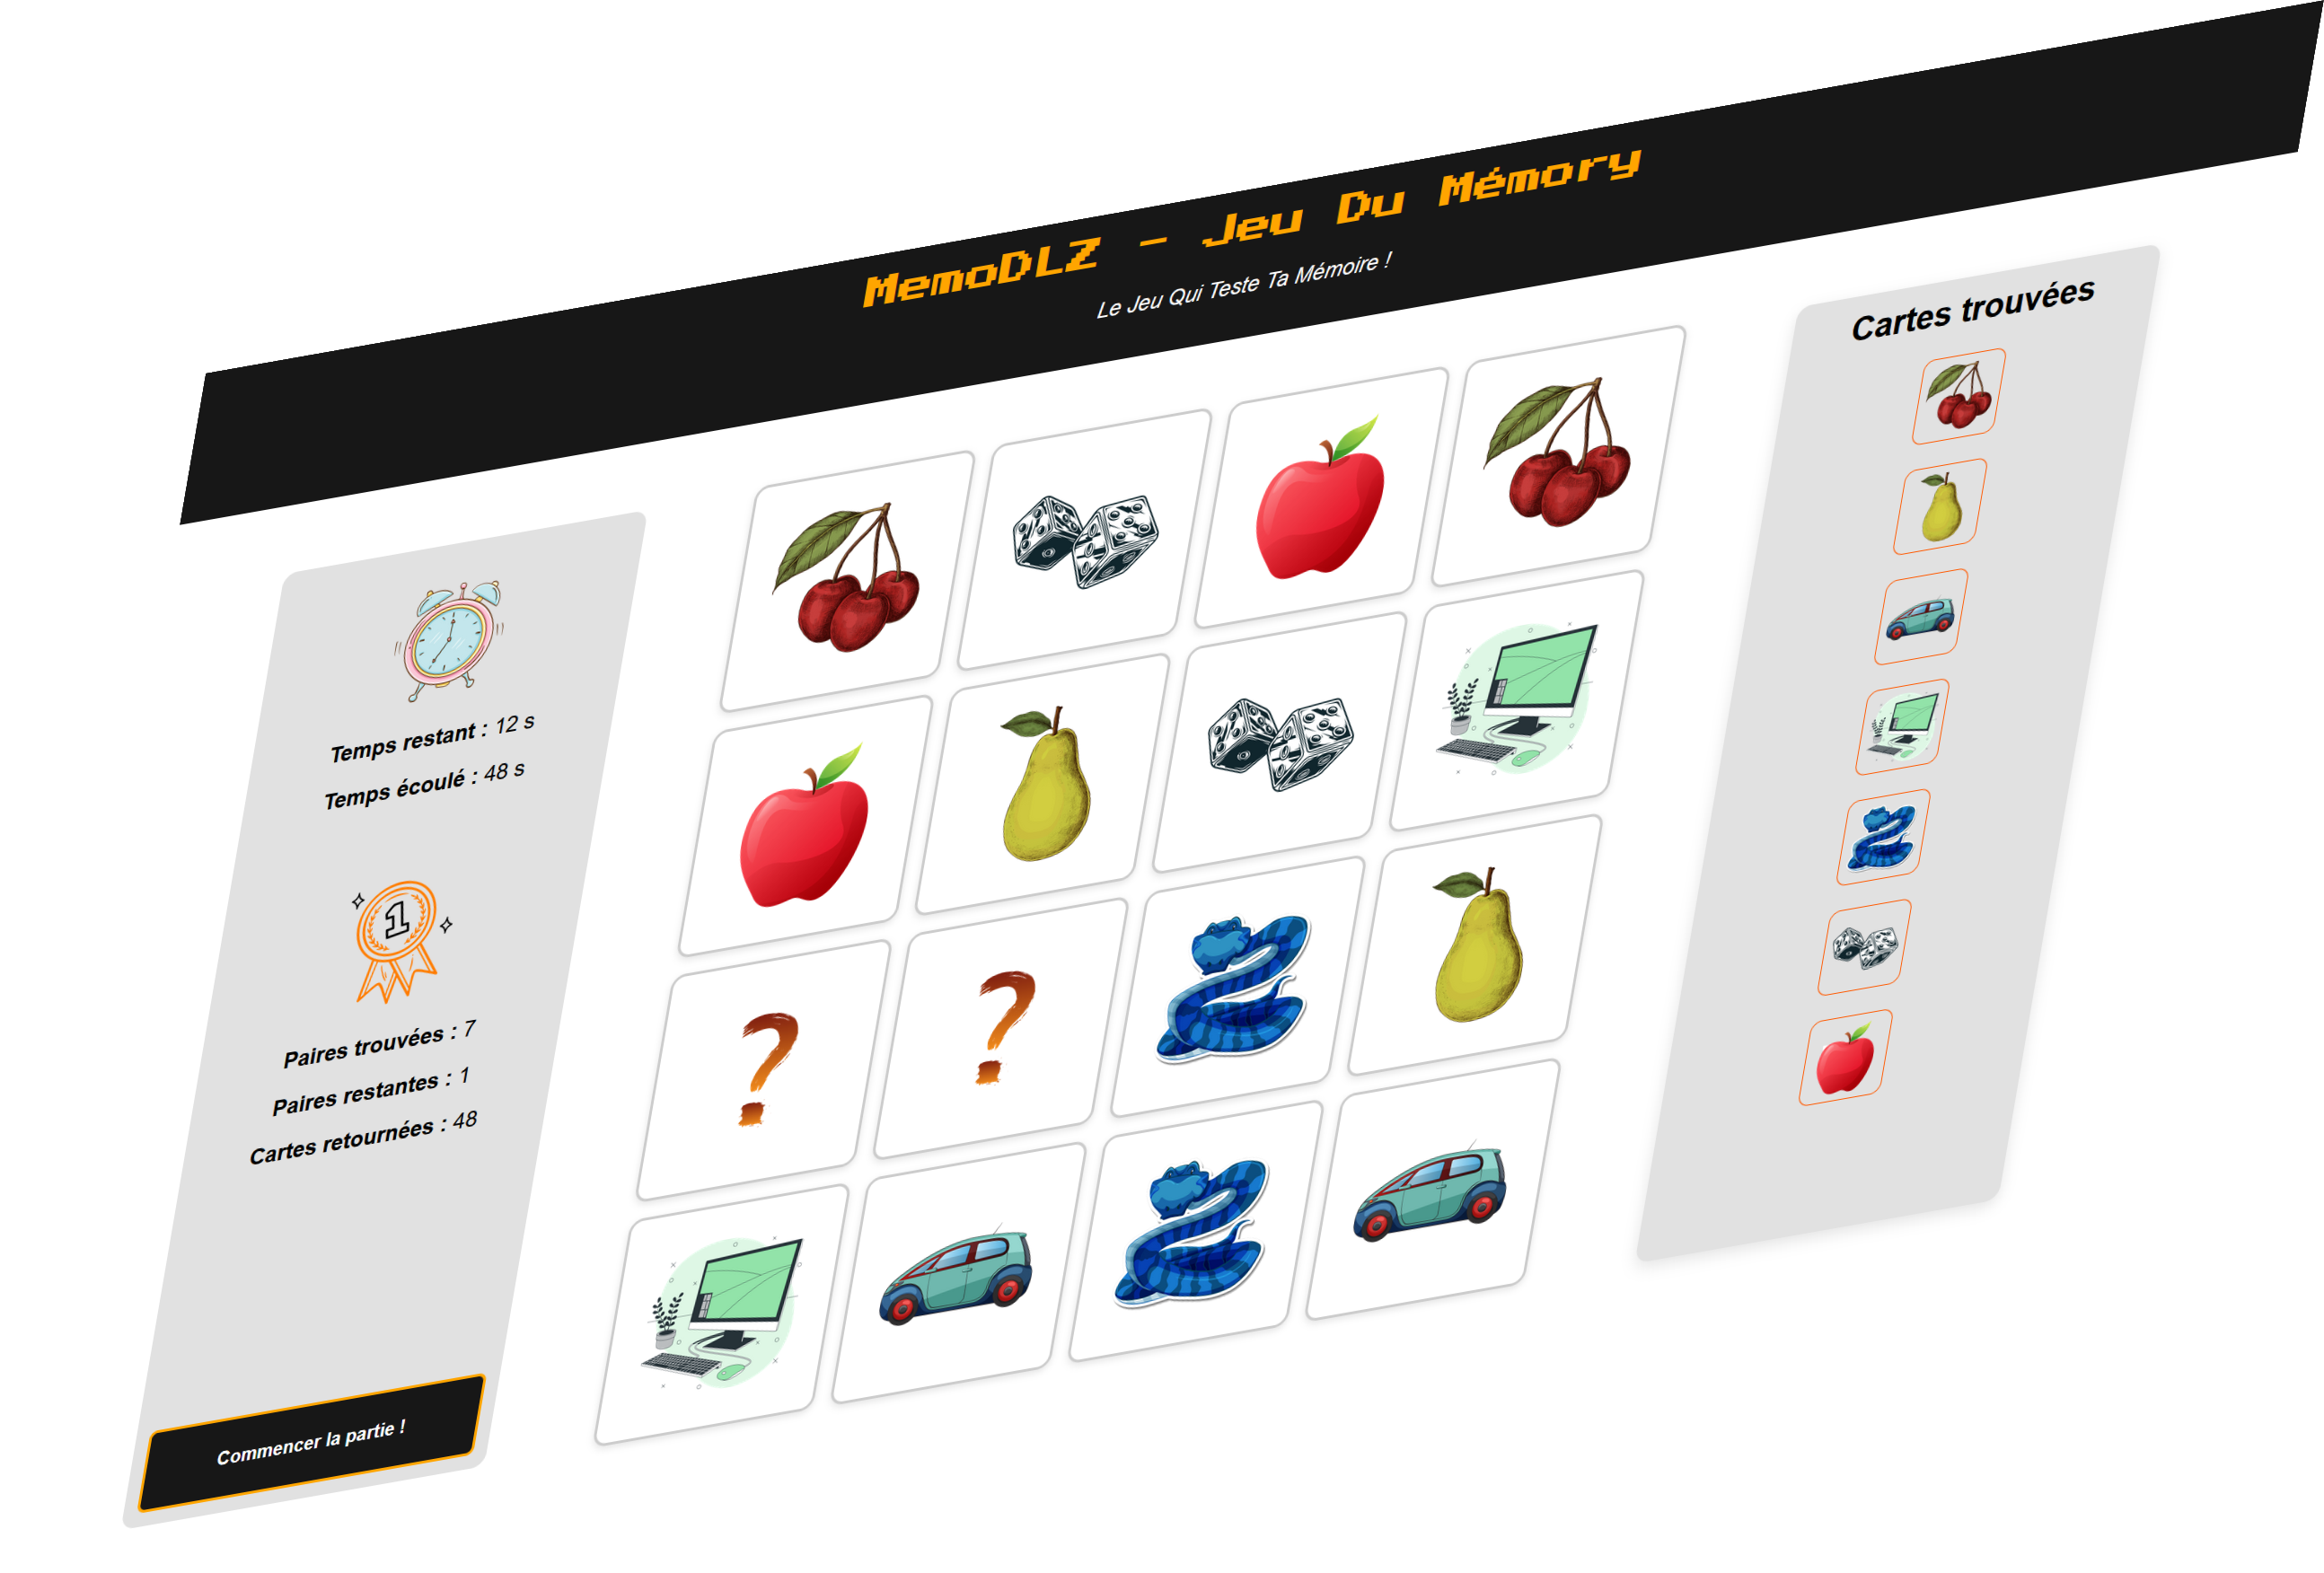 MemoDLZ - Jeu Du Mémory
Le Jeu Qui Teste Ta Mémoire !
Temps restant : 12 s
Temps écoulé : 48 s
1
Paires trouvées : 7
Paires restantes : 1
Cartes retournées : 48
Commencer la partie !
?
?
Cartes trouvées